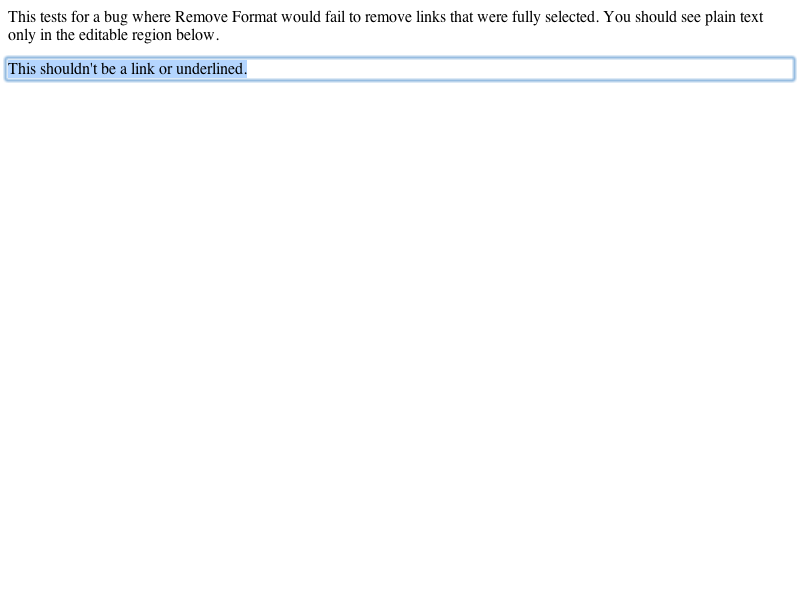 This tests for a bug where Remove Format would fail to remove links that were fully selected. You should see plain text
only in the editable region below.
This shouldn't be a link or underlined.